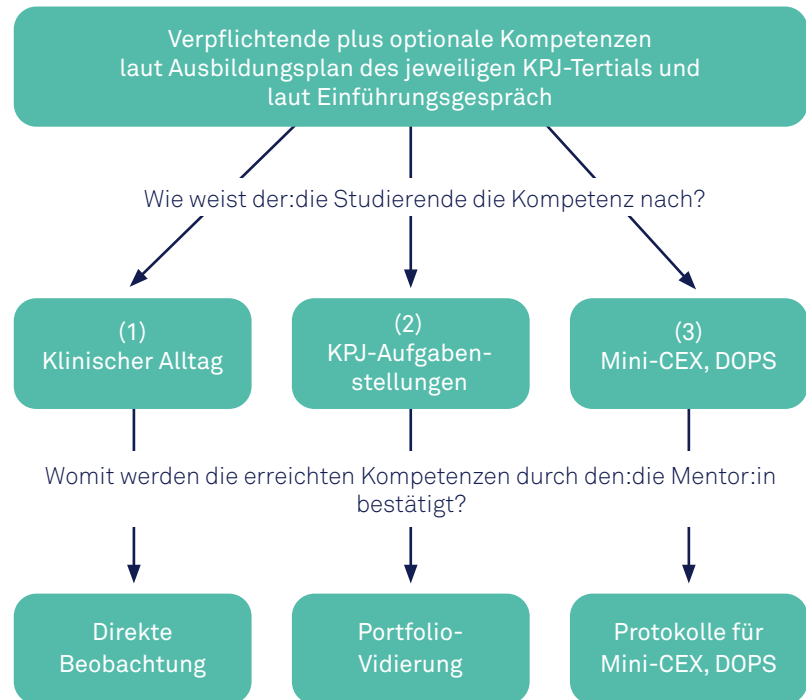 Verpflichtende plus optionale Kompetenzen
laut Ausbildungsplan des jeweiligen KPJ-Tertials und
laut Einführungsgespräch
Wie weist der:die Studierende die Kompetenz nach?
(1)
Klinischer Alltag
(2)
KPJ-Aufgaben-
stellungen
(3)
Mini-CEX, DOPS
Womit werden die erreichten Kompetenzen durch den:die Mentor:in
bestätigt?
Direkte
Beobachtung
Portfolio-
Vidierung
Protokolle für
Mini-CEX, DOPS